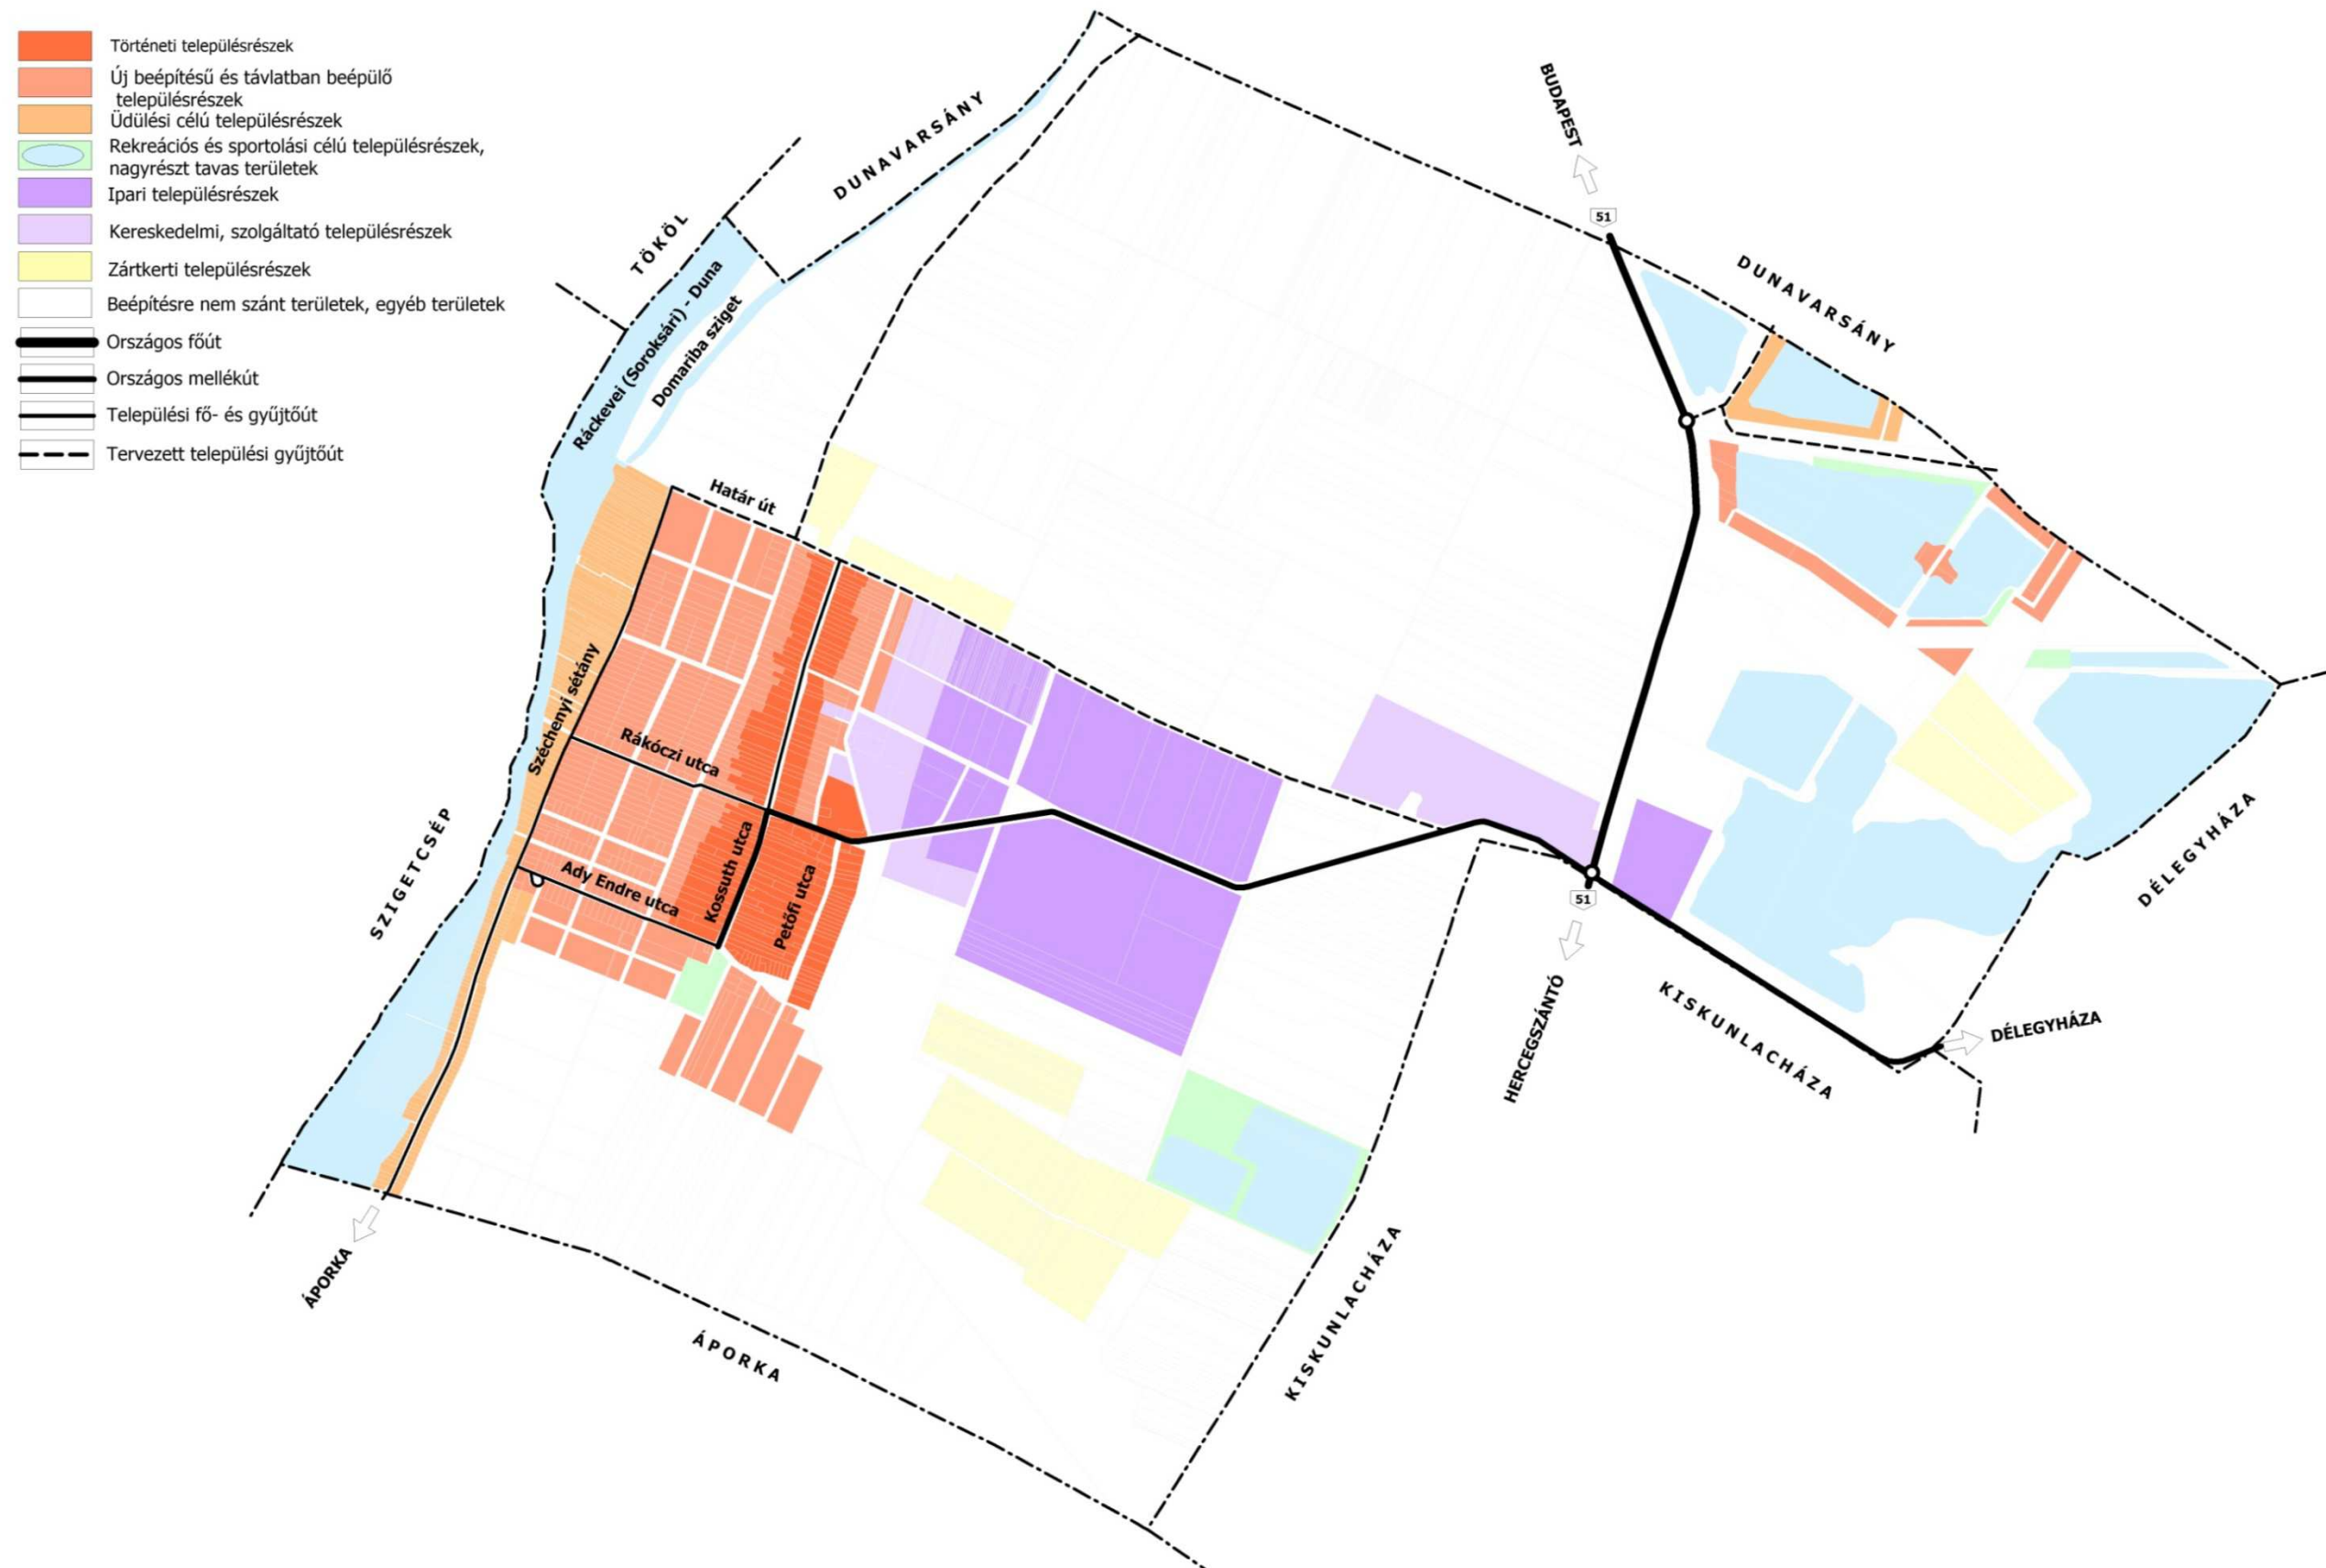 Történeti településrészek
Új beépítésű és távlatban beépülő
településrészek
Üdülési célú településrészek
Rekreációs és sportolási célú településrészek,
nagyrészt tavas területek
Ipari településrészek
Kereskedelmi, szolgáltató településrészek
Zártkerti településrészek
Beépítésre nem szánt területek, egyéb területek
Országos főút
Országos mellékút
Települési fő- és gyűjtőút
Tervezett települési gyűjtőút
BUDAPEST
51
DUNAVARSÁNY
TÖKÖL
DUNAVARSÁNY
Ráckevei (Soroksári) - Duna
Domariba sziget
Határ út
Széchenyi sétány
Rákóczi utca
Kossuth utca
Ady Endre utca
Petőfi utca
SZIGETCSÉP
51
DÉLEGYHÁZA
HERCEGSZÁNTÓ
KISKUNLACHÁZA
DÉLEGYHÁZA
ÁPORKA
KISKUNLACHÁZA
ÁPORKA